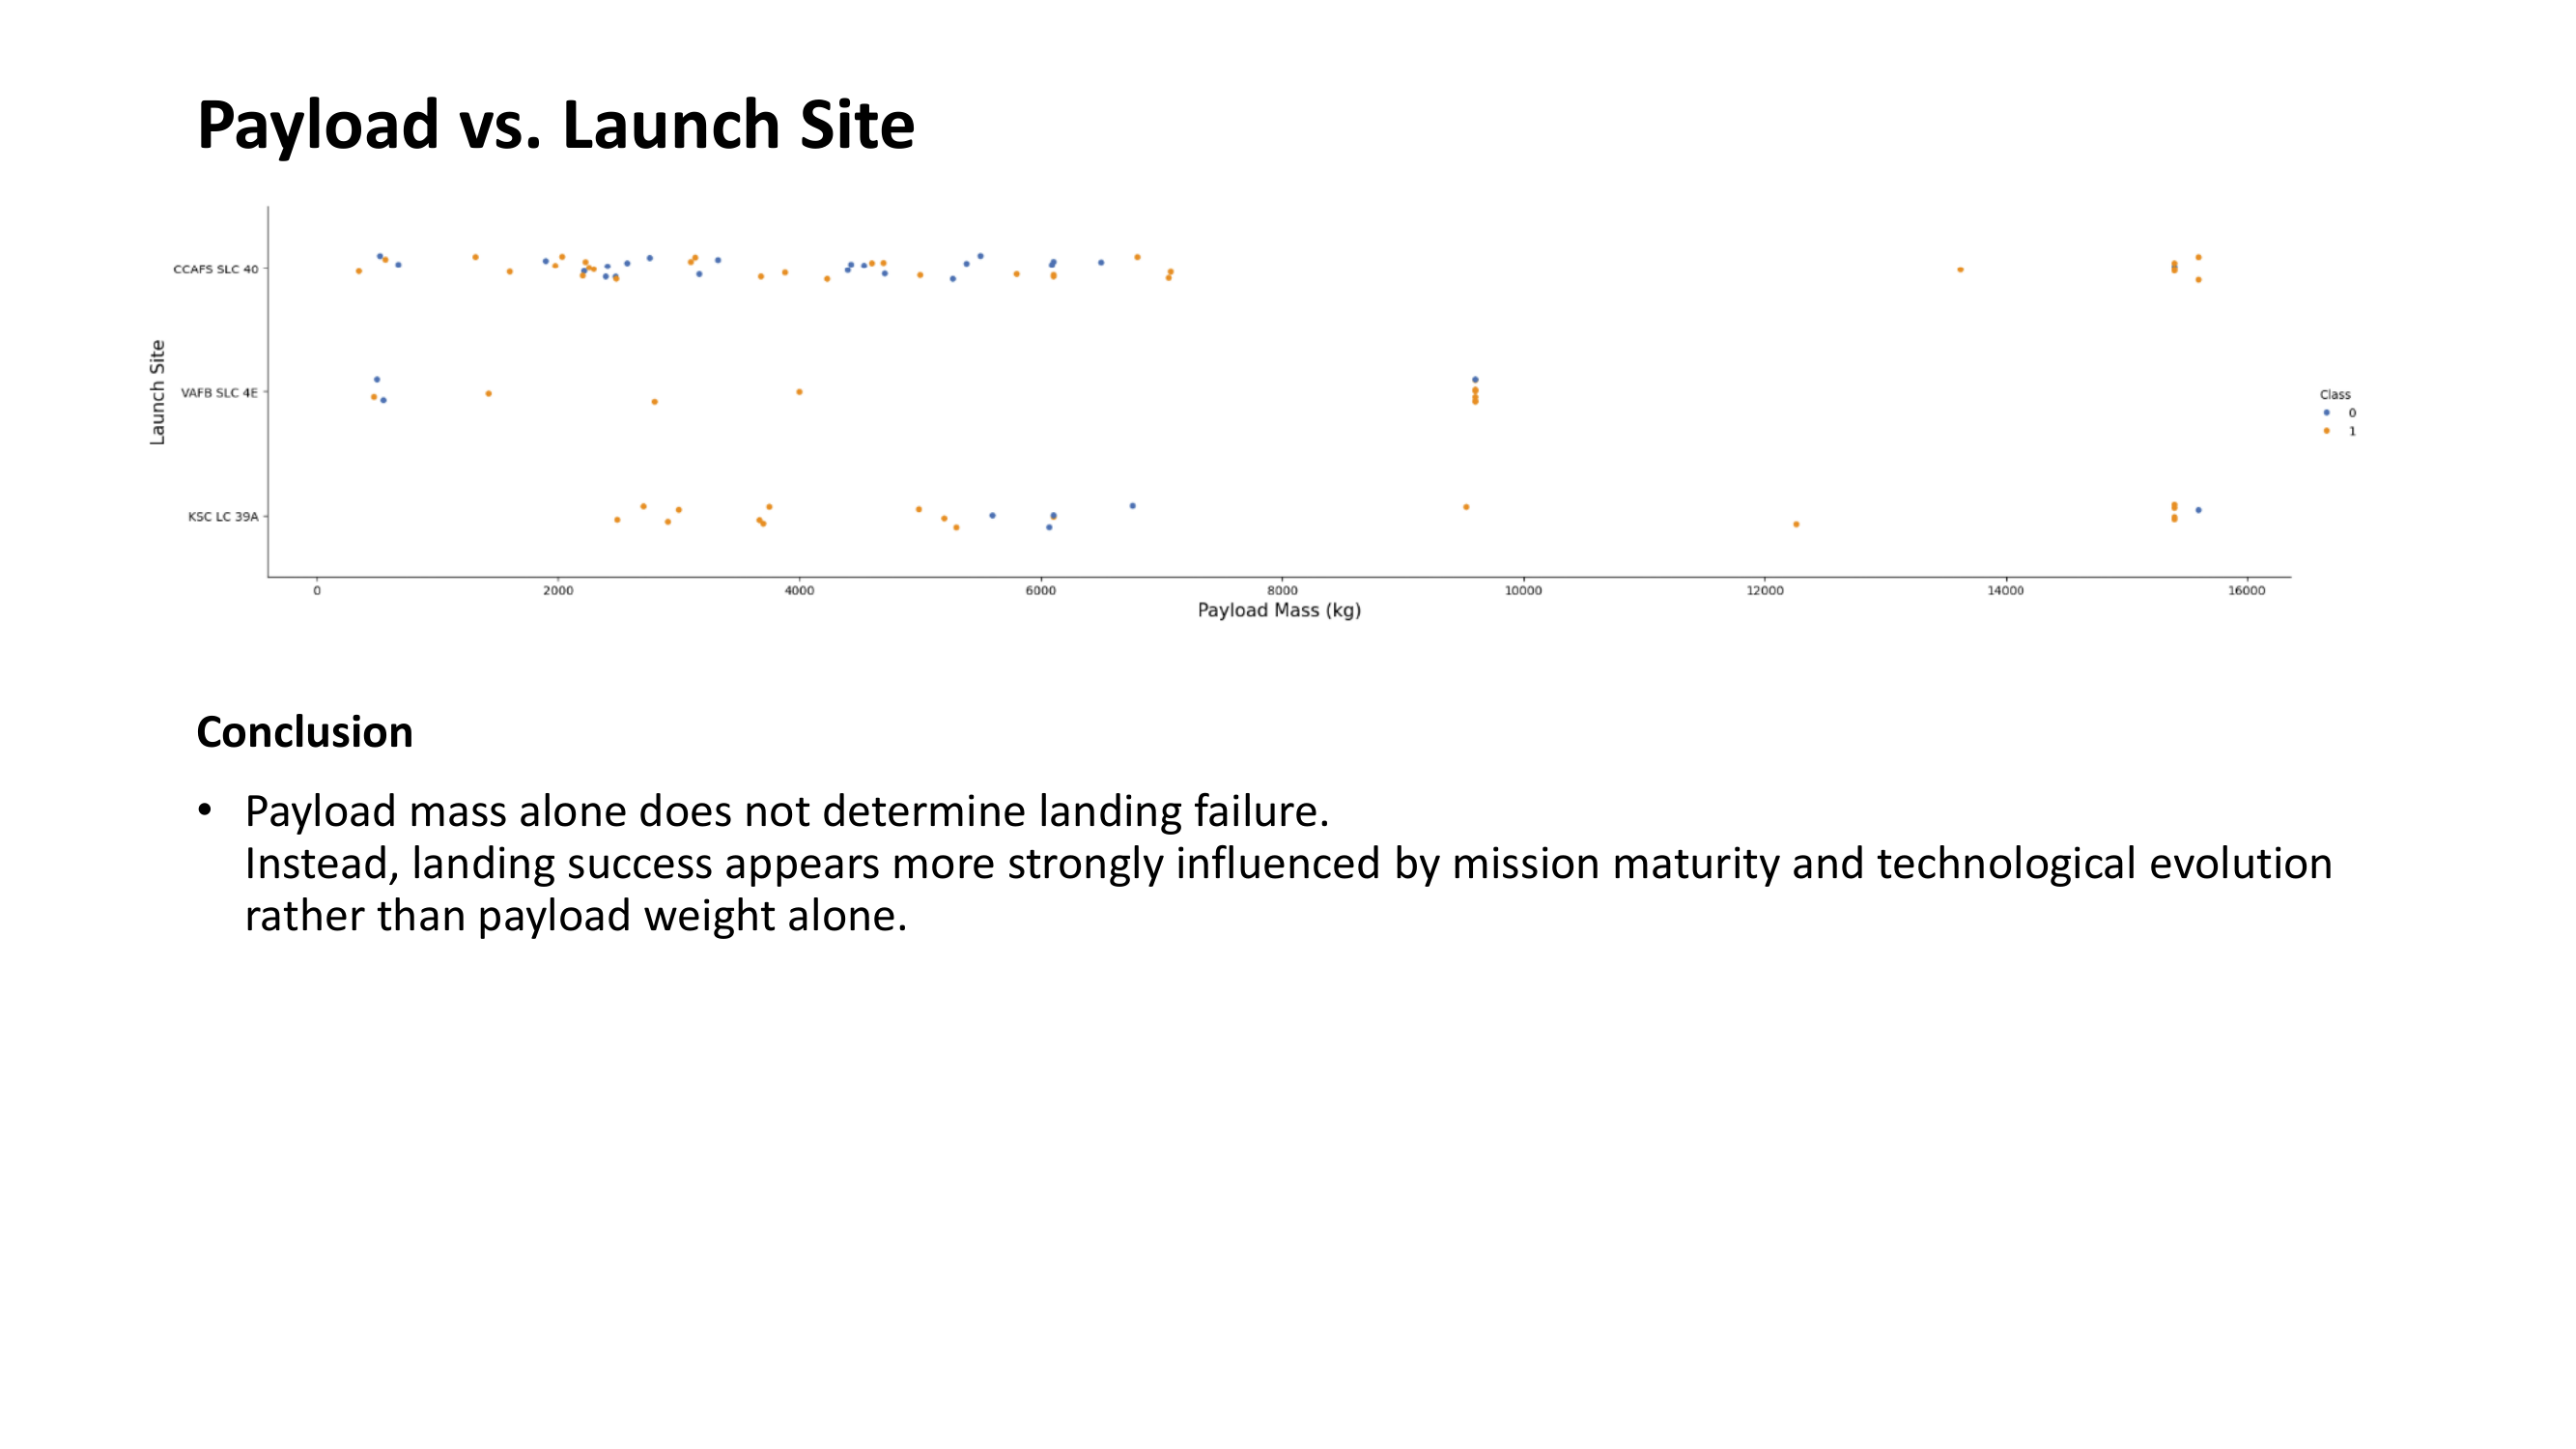 Payload vs. Launch Site
CCAFS SLC 40
VAFB SLC 4E
KSC LC 39A
Launch Site
0 2000 4000 6000 8000 10000 12000 14000 16000
Payload Mass (kg)
Class
0
1
Conclusion
• Payload mass alone does not determine landing failure.
Instead, landing success appears more strongly influenced by mission maturity and technological evolution
rather than payload weight alone.